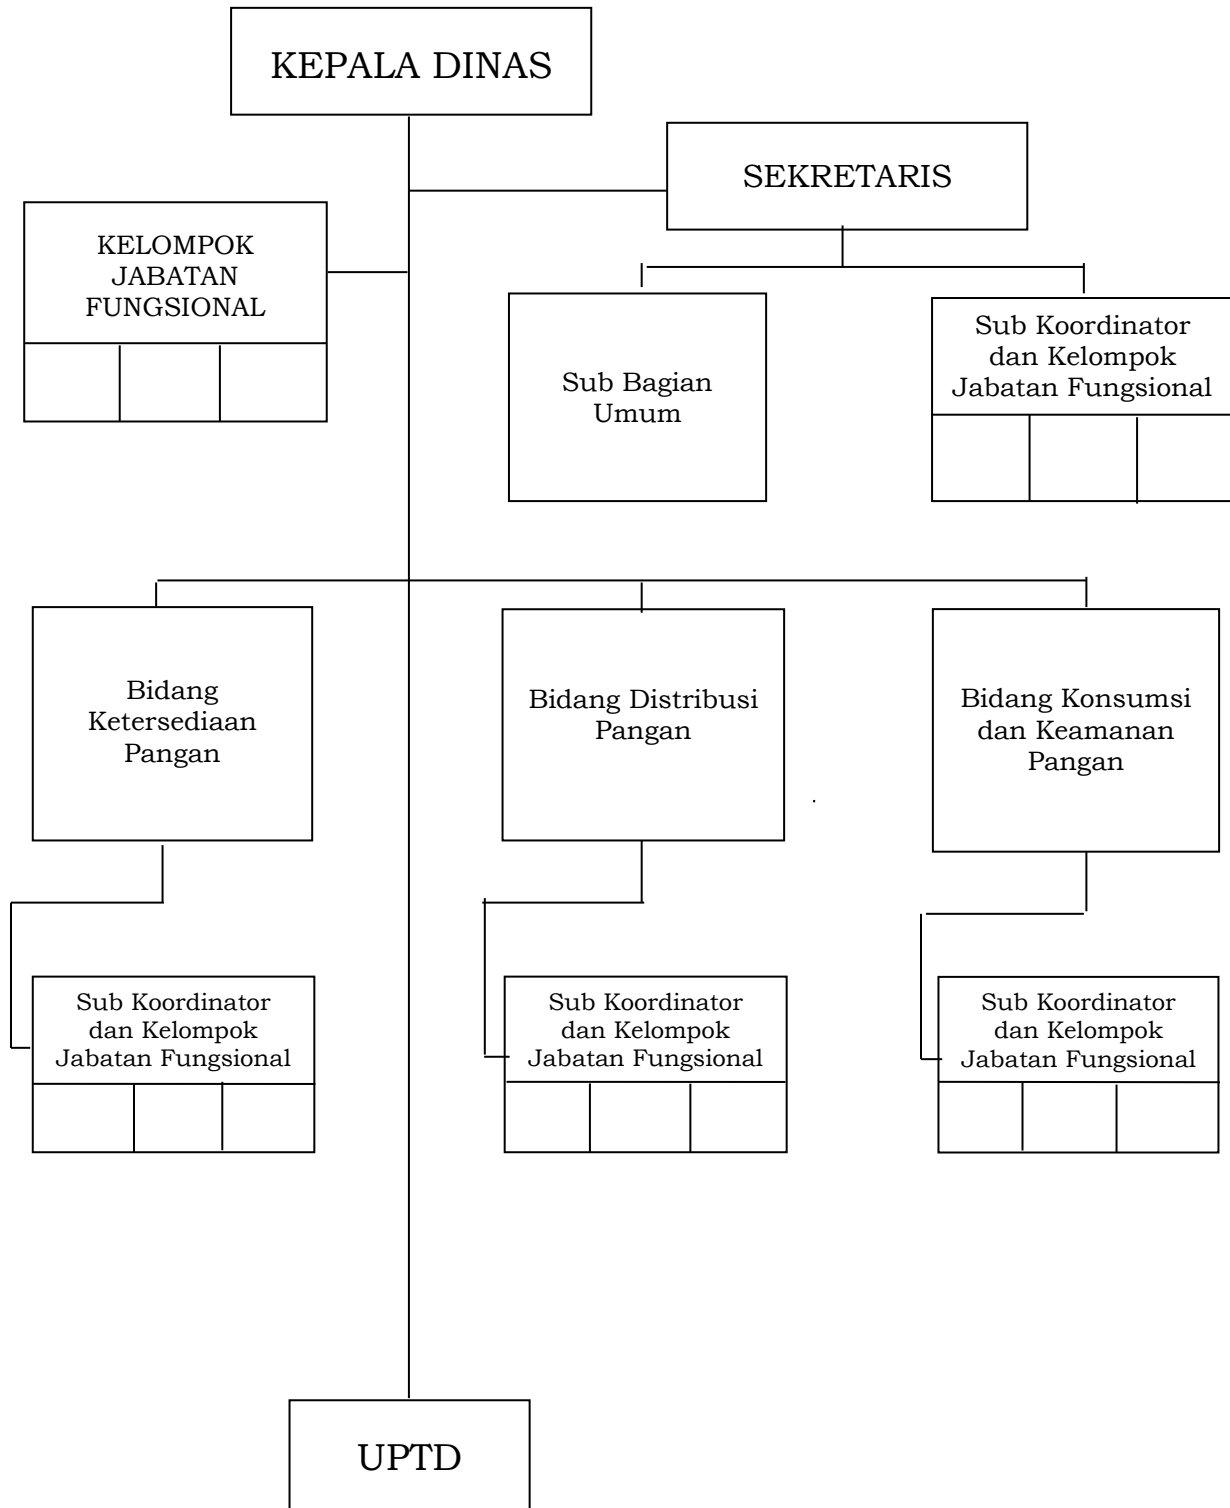 KEPALA DINAS
SEKRETARIS
KELOMPOK
JABATAN
FUNGSIONAL
Sub Bagian
Umum
Sub Koordinator
dan Kelompok
Jabatan Fungsional
Bidang
Ketersediaan
Pangan
Bidang Distribusi
Pangan
.
Bidang Konsumsi
dan Keamanan
Pangan
Sub Koordinator
dan Kelompok
Jabatan Fungsional
Sub Koordinator
dan Kelompok
Jabatan Fungsional
Sub Koordinator
dan Kelompok
Jabatan Fungsional
UPTD